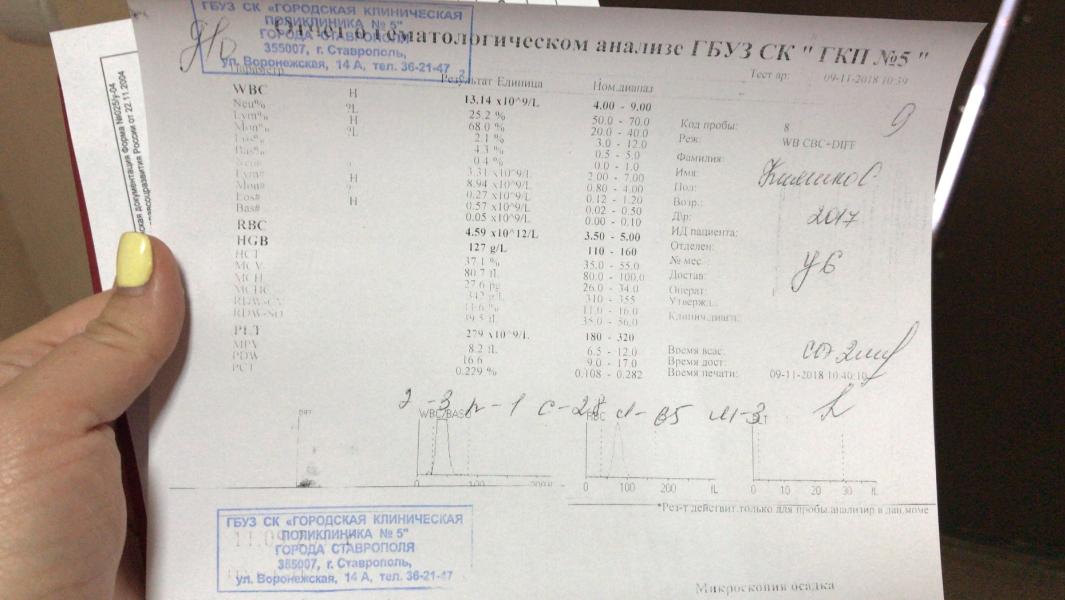 ГБУЗ СК «ГОРОДСКАЯ КЛИНИЧЕСКАЯ
ПОЛИКЛИНИКА № 5"
ГОРОДА СТАВРОПОЛЯ
355007, г. Ставрополь,
ул. Воронежская, 14 А, тел. 36-21-47
гематологическом анализе ГБУЗ СК " ГКП №5 "
Параметр Результат Единица Ном.диапаз Тест вр: 09-11-2018 10:39
WBC H 13.14 x10^9/L 4.00 - 9.00
Neu% ?L 25.2 % 50.0 - 70.0 Код пробы: 8
Lym% H 68.0 % 20.0 - 40.0 Реж: WB CBC+DIFF
Mon% ?L 2.1 % 3.0 - 12.0
Eos% 4.3 % 0.5 - 5.0 Фамилия:
Bas% 0.4 % 0.0 - 1.0 Имя:
Neu# 3.31 x10^9/L 2.00 - 7.00 Пол:
Lym# H 8.94 x10^9/L 0.80 - 4.00 Возр.:
Mon# ? 0.27 x10^9/L 0.12 - 1.20 Д/р: 2017
Eos# H 0.57 x10^9/L 0.02 - 0.50
Bas# 0.05 x10^9/L 0.00 - 0.10 ИД пациента:
RBC 4.59 x10^12/L 3.50 - 5.00 Отделен:
HGB 127 g/L 110 - 160 № мес.
HCT 37.1 % 35.0 - 55.0 Достав:
MCV 80.7 fL 80.0 - 100.0 Операт:
MCH 27.6 pg 26.0 - 34.0 Утвержд.:
MCHC 342 g/L 310 - 355 Клинич.диагн:
RDW-CV 11.6 % 11.0 - 16.0
RDW-SD 39.5 fL 35.0 - 56.0
PLT 279 x10^9/L 180 - 320
MPV 8.2 fL 6.5 - 12.0 Время взас:
PDW 16.6 9.0 - 17.0 Время дост:
PCT 0.229 % 0.108 - 0.282 Время печати: 09-11-2018 10:40:10
WBC/BASO RBC PLT
0 100 0 100 200 fL 0 10 20 30 fL
*Рез-т действит.только для пробы,анализир в дан.моме
ГБУЗ СК «ГОРОДСКАЯ КЛИНИЧЕСКАЯ
ПОЛИКЛИНИКА № 5"
ГОРОДА СТАВРОПОЛЯ
355007, г. Ставрополь,
ул. Воронежская, 14 А, тел. 36-21-47
Микроскопия осадка